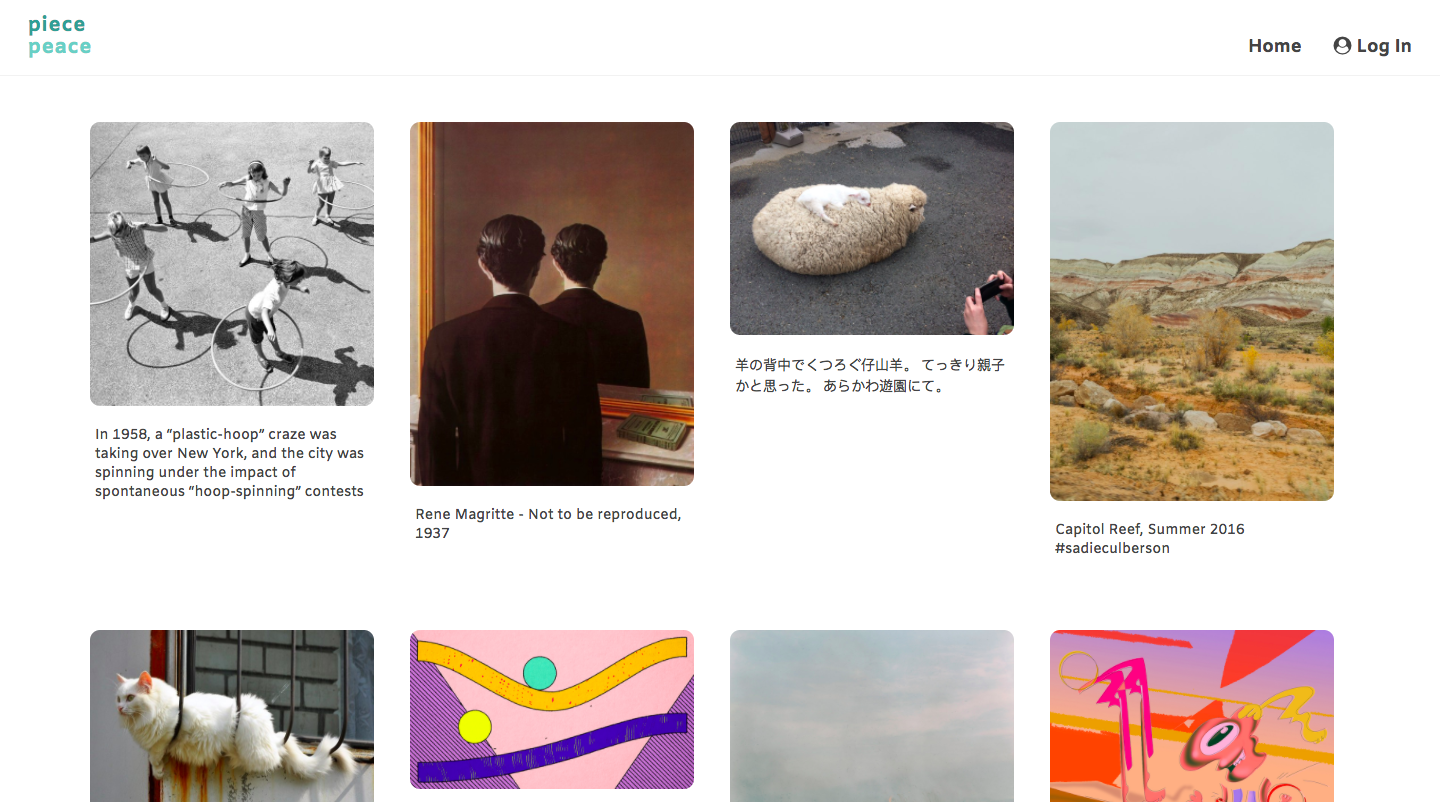 piece
peace
Home
Log In
In 1958, a “plastic-hoop” craze was
taking over New York, and the city was
spinning under the impact of
spontaneous “hoop-spinning” contests
Rene Magritte - Not to be reproduced,
1937
羊の背中でくつろぐ仔山羊。 てっきり親子
かと思った。 あらかわ遊園にて。
Capitol Reef, Summer 2016
#sadieculberson